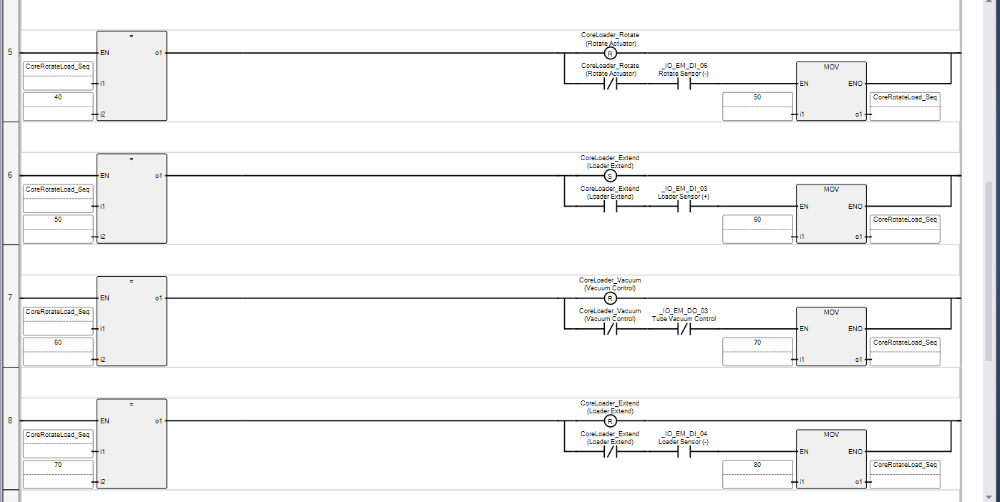 5
=
EN
o1
CoreRotateLoad_Seq
i1
40
i2
CoreLoader_Rotate
(Rotate Actuator)
R
CoreLoader_Rotate
(Rotate Actuator)
_IO_EM_DI_06
Rotate Sensor (-)
MOV
EN
ENO
50
i1
o1
CoreRotateLoad_Seq
6
=
EN
o1
CoreRotateLoad_Seq
i1
50
i2
CoreLoader_Extend
(Loader Extend)
S
CoreLoader_Extend
(Loader Extend)
_IO_EM_DI_03
Loader Sensor (+)
MOV
EN
ENO
60
i1
o1
CoreRotateLoad_Seq
7
=
EN
o1
CoreRotateLoad_Seq
i1
60
i2
CoreLoader_Vacuum
(Vacuum Control)
R
CoreLoader_Vacuum
(Vacuum Control)
_IO_EM_DO_03
Tube Vacuum Control
MOV
EN
ENO
70
i1
o1
CoreRotateLoad_Seq
8
=
EN
o1
CoreRotateLoad_Seq
i1
70
i2
CoreLoader_Extend
(Loader Extend)
R
CoreLoader_Extend
(Loader Extend)
_IO_EM_DI_04
Loader Sensor (-)
MOV
EN
ENO
80
i1
o1
CoreRotateLoad_Seq